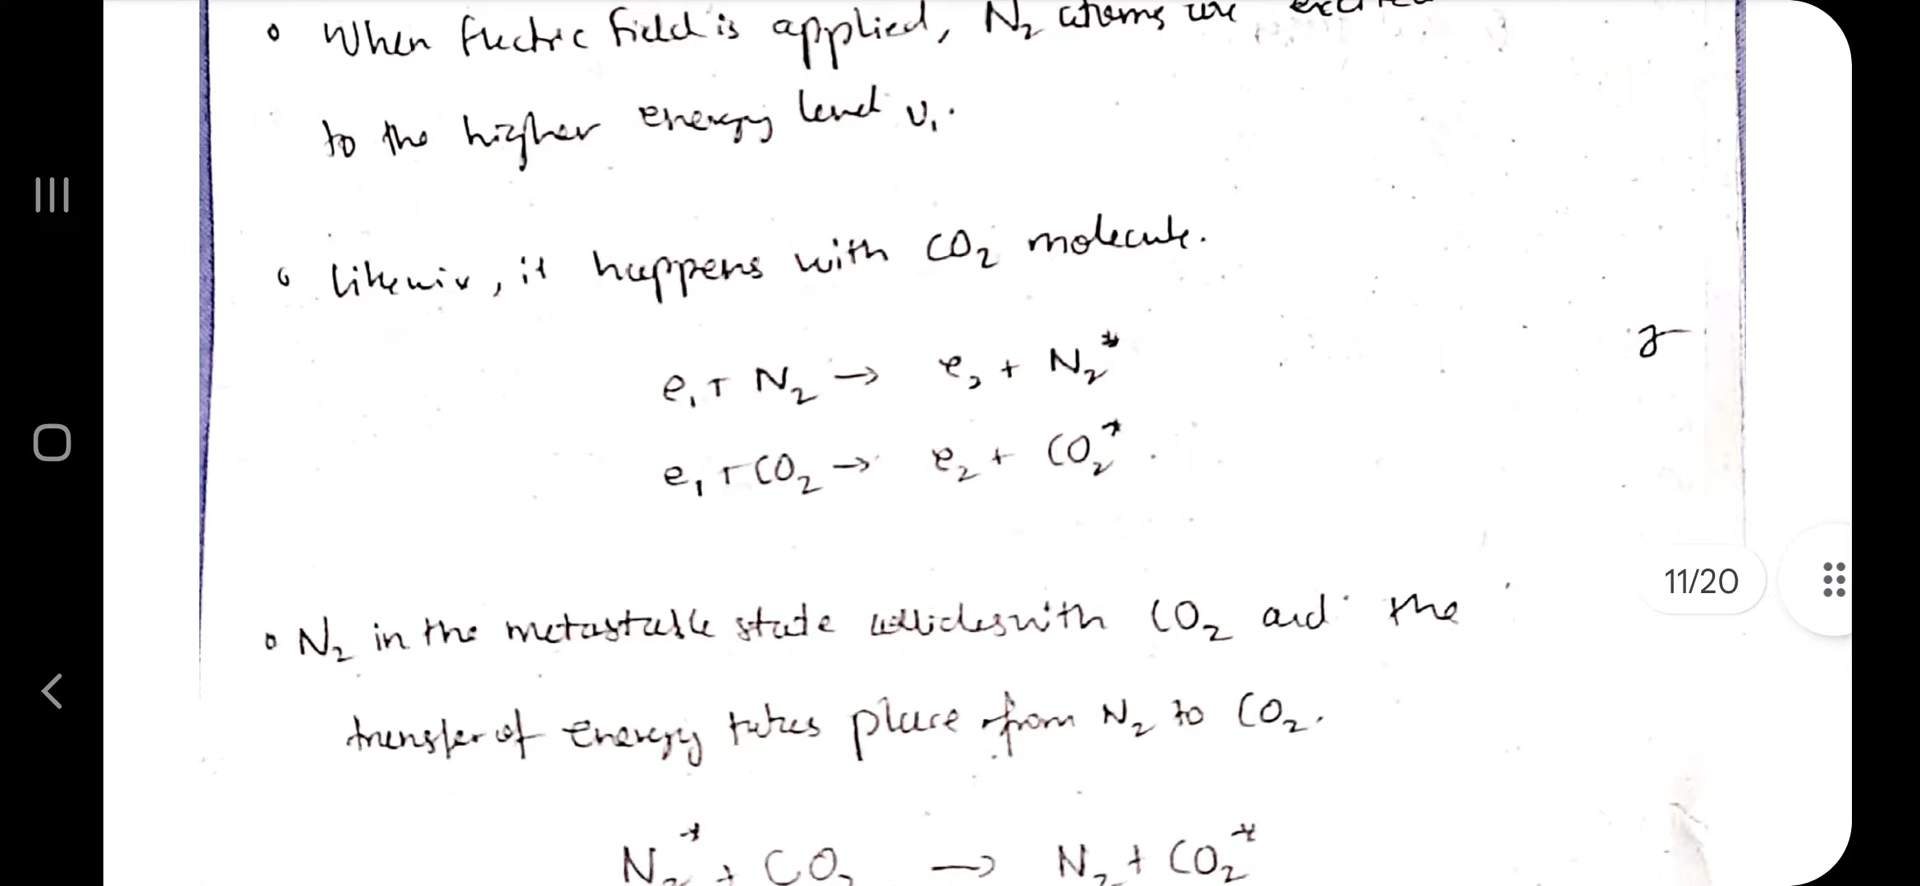 • When Electric field is applied, N₂ atoms are excited
to the higher energy level υ₁.
• likewise, it happens with CO₂ molecule.
e₁ + N₂ → e₂ + N₂*
e₁ + CO₂ → e₂ + CO₂*.
11/20
• N₂ in the metastable state collides with CO₂ and the
transfer of energy takes place from N₂ to CO₂.
N₂* + CO₂ → N₂ + CO₂*